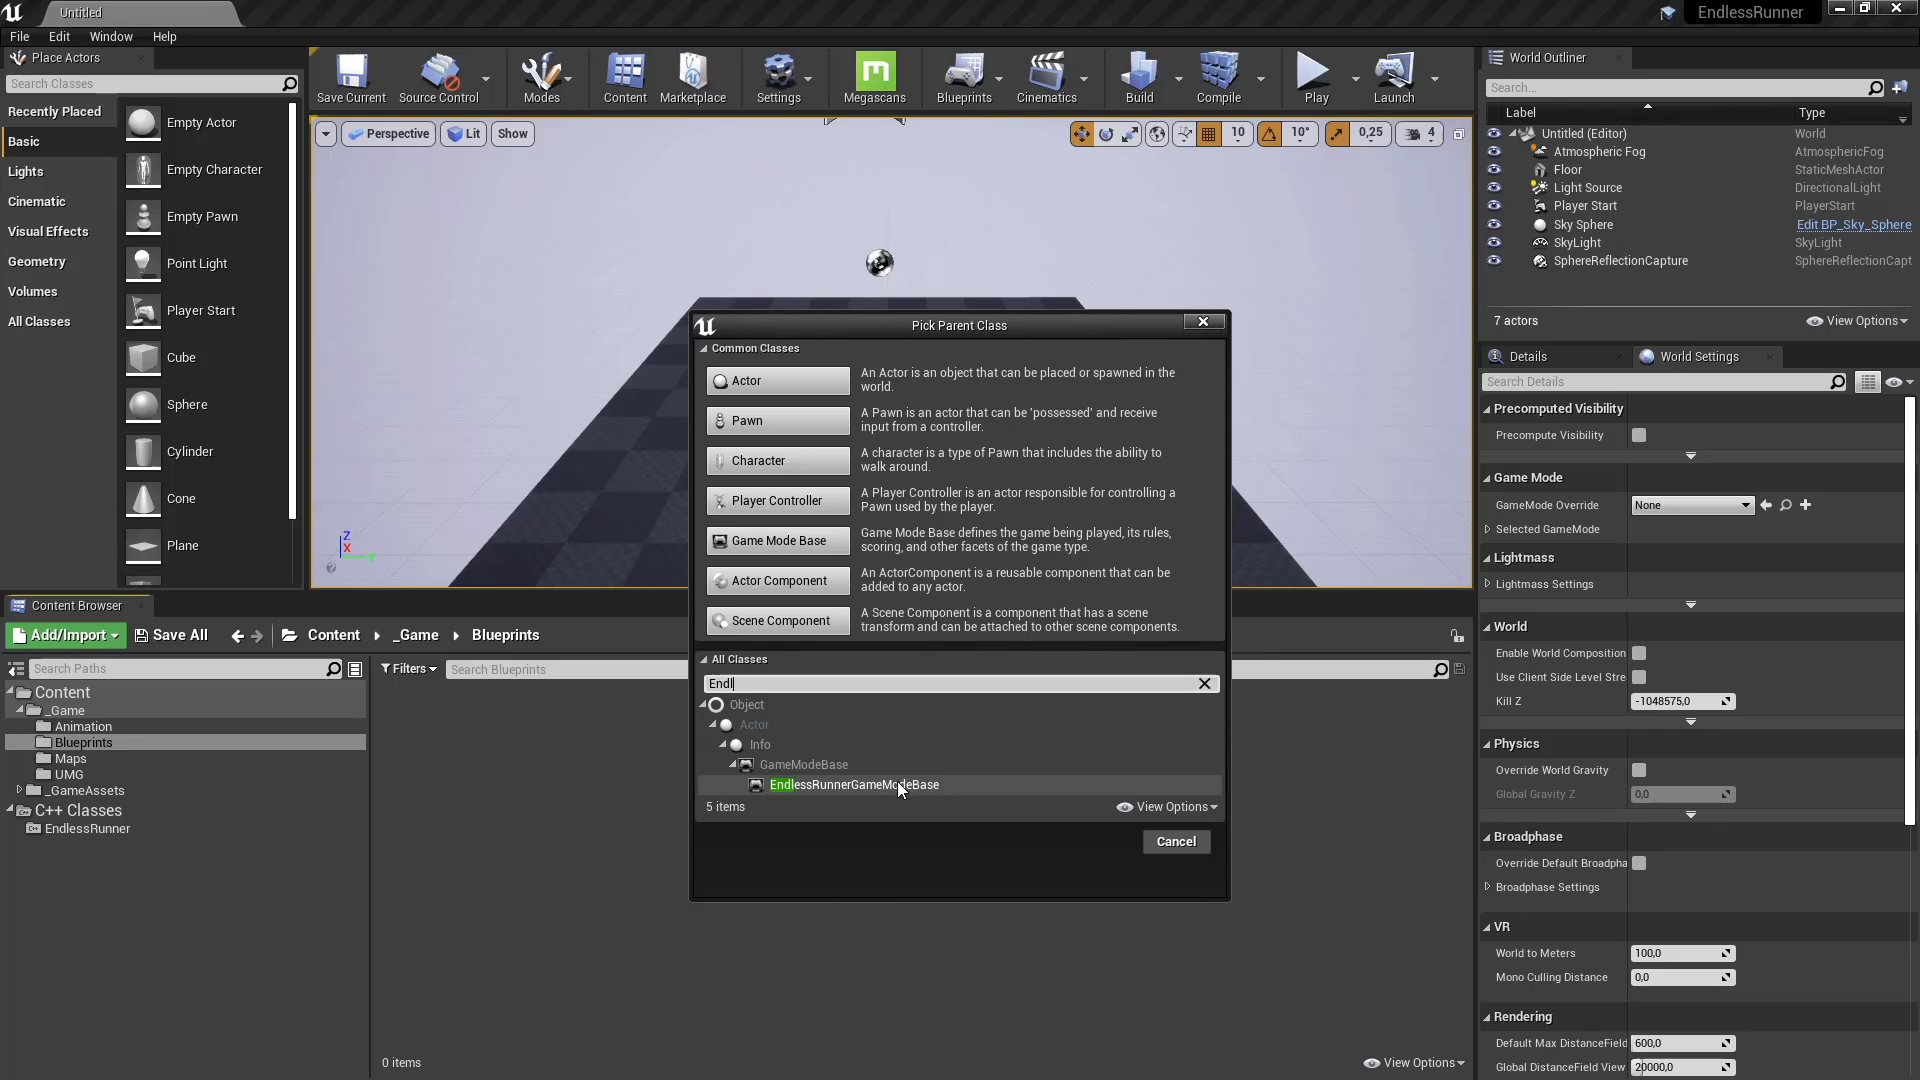 Untitled
EndlessRunner
File Edit Window Help
Place Actors
Search Classes
Recently Placed
Basic
Lights
Cinematic
Visual Effects
Geometry
Volumes
All Classes
Empty Actor
Empty Character
Empty Pawn
Point Light
Player Start
Cube
Sphere
Cylinder
Cone
Plane
Save Current Source Control Modes Content Marketplace Settings Megascans Blueprints Cinematics Build Compile Play Launch
Perspective Lit Show
10 10° 0,25 4
Z
X
World Outliner
Search...
Label Type
Untitled (Editor) World
Atmospheric Fog AtmosphericFog
Floor StaticMeshActor
Light Source DirectionalLight
Player Start PlayerStart
Sky Sphere Edit BP_Sky_Sphere
SkyLight SkyLight
SphereReflectionCapture SphereReflectionCapt
7 actors View Options
Details World Settings
Search Details
Precomputed Visibility
Precompute Visibility
Game Mode
GameMode Override None
Selected GameMode
Lightmass
Lightmass Settings
World
Enable World Composition
Use Client Side Level Stre
Kill Z -1048575,0
Physics
Override World Gravity
Global Gravity Z 0,0
Broadphase
Override Default Broadpha
Broadphase Settings
VR
World to Meters 100,0
Mono Culling Distance 0,0
Rendering
Default Max DistanceField 600,0
Global DistanceField View 20000,0
Pick Parent Class
Common Classes
Actor
An Actor is an object that can be placed or spawned in the
world.
Pawn
A Pawn is an actor that can be 'possessed' and receive
input from a controller.
Character
A character is a type of Pawn that includes the ability to
walk around.
Player Controller
A Player Controller is an actor responsible for controlling a
Pawn used by the player.
Game Mode Base
Game Mode Base defines the game being played, its rules,
scoring, and other facets of the game type.
Actor Component
An ActorComponent is a reusable component that can be
added to any actor.
Scene Component
A Scene Component is a component that has a scene
transform and can be attached to other scene components.
All Classes
Endl
Object
Actor
Info
GameModeBase
EndlessRunnerGameModeBase
5 items View Options
Cancel
Content Browser
Add/Import Save All Content _Game Blueprints
Search Paths
Filters Search Blueprints
Content
_Game
Animation
Blueprints
Maps
UMG
_GameAssets
C++ Classes
EndlessRunner
0 items View Options